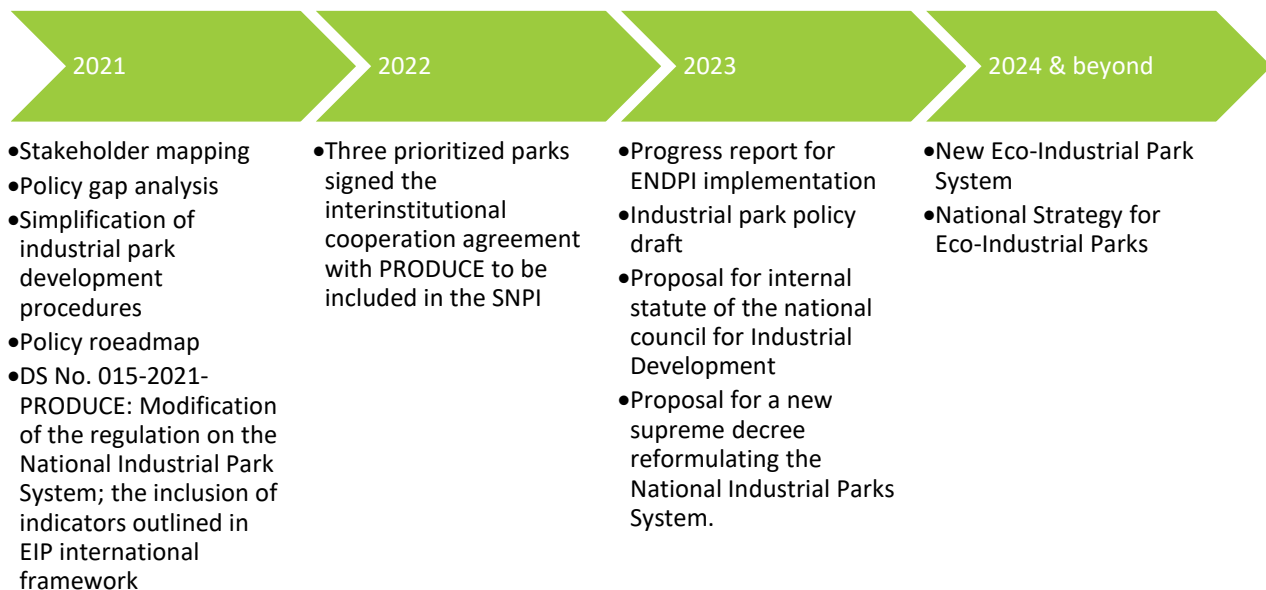 2021
2022
2023
2024 & beyond
•Stakeholder mapping
•Policy gap analysis
•Simplification of
industrial park
development
procedures
•Policy roeadmap
•DS No. 015-2021-
PRODUCE: Modification
of the regulation on the
National Industrial Park
System; the inclusion of
indicators outlined in
EIP international
framework
•Three prioritized parks
signed the
interinstitutional
cooperation agreement
with PRODUCE to be
included in the SNPI
•Progress report for
ENDPI implementation
•Industrial park policy
draft
•Proposal for internal
statute of the national
council for Industrial
Development
•Proposal for a new
supreme decree
reformulating the
National Industrial Parks
System.
•New Eco-Industrial Park
System
•National Strategy for
Eco-Industrial Parks